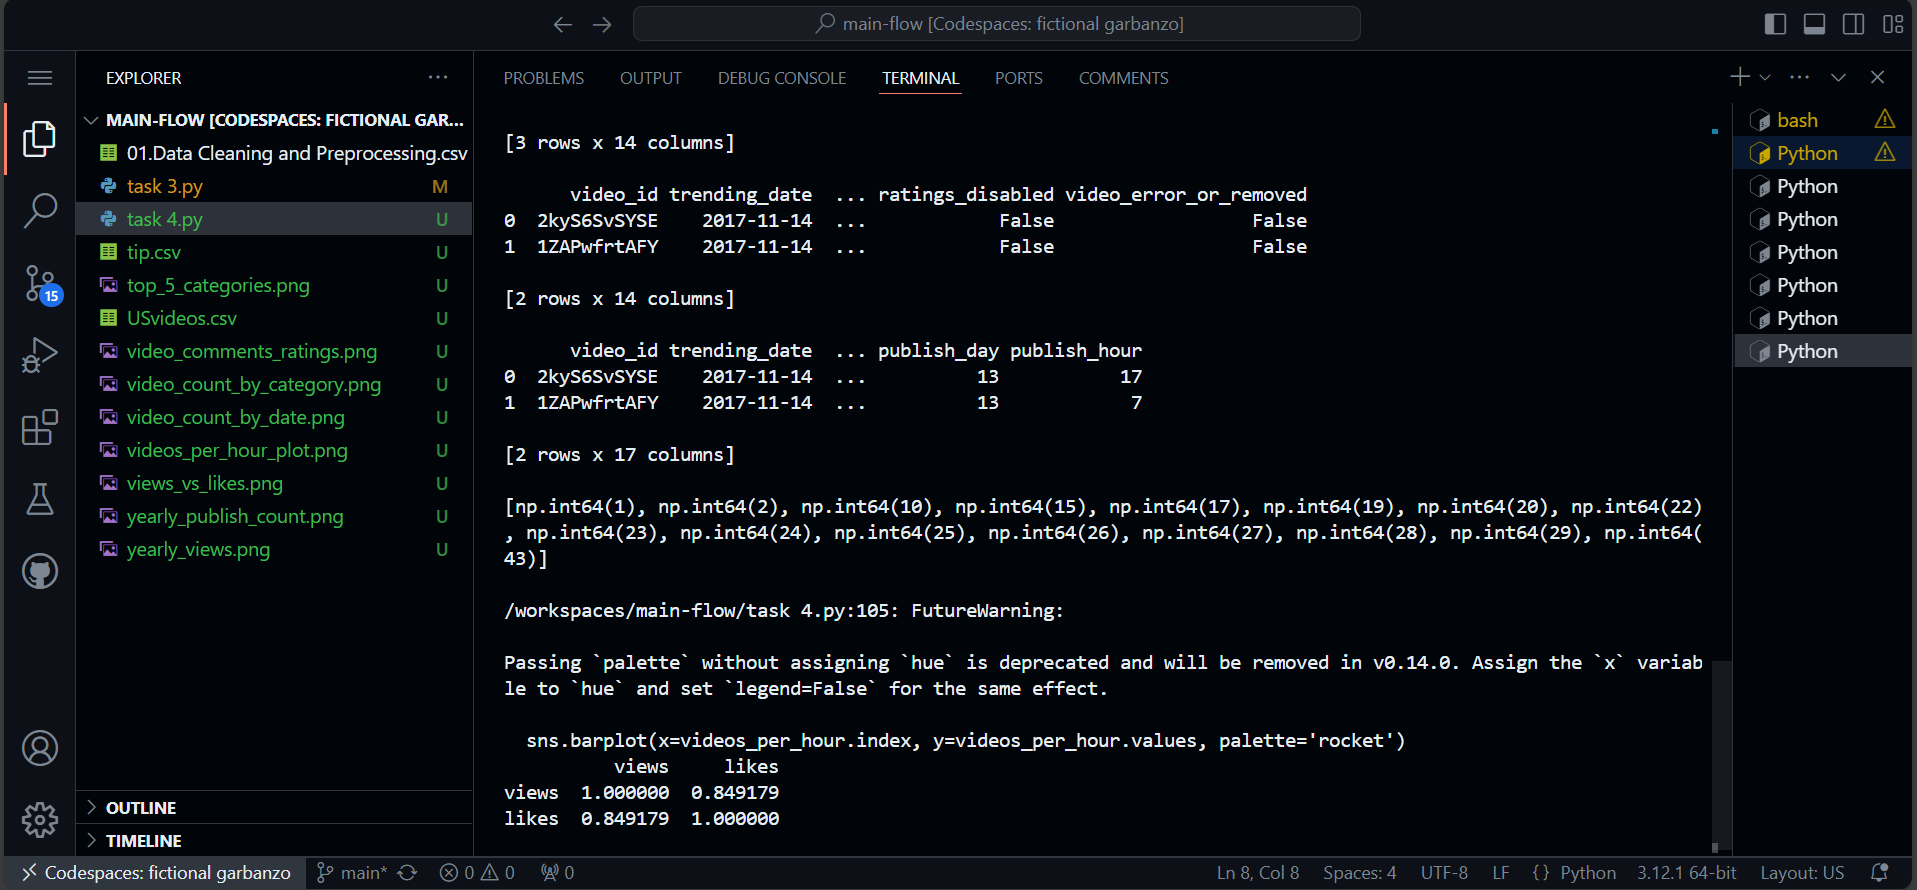 main-flow [Codespaces: fictional garbanzo]
EXPLORER
MAIN-FLOW [CODESPACES: FICTIONAL GAR...
01.Data Cleaning and Preprocessing.csv
task 3.py M
task 4.py U
tip.csv U
top_5_categories.png U
USvideos.csv U
video_comments_ratings.png U
video_count_by_category.png U
video_count_by_date.png U
videos_per_hour_plot.png U
views_vs_likes.png U
yearly_publish_count.png U
yearly_views.png U
OUTLINE
TIMELINE
15
PROBLEMS OUTPUT DEBUG CONSOLE TERMINAL PORTS COMMENTS
[3 rows x 14 columns]
video_id trending_date ... ratings_disabled video_error_or_removed
0 2kyS6SvSYSE 2017-11-14 ... False False
1 1ZAPwfrtAFY 2017-11-14 ... False False
[2 rows x 14 columns]
video_id trending_date ... publish_day publish_hour
0 2kyS6SvSYSE 2017-11-14 ... 13 17
1 1ZAPwfrtAFY 2017-11-14 ... 13 7
[2 rows x 17 columns]
[np.int64(1), np.int64(2), np.int64(10), np.int64(15), np.int64(17), np.int64(19), np.int64(20), np.int64(22)
, np.int64(23), np.int64(24), np.int64(25), np.int64(26), np.int64(27), np.int64(28), np.int64(29), np.int64(
43)]
/workspaces/main-flow/task 4.py:105: FutureWarning:
Passing `palette` without assigning `hue` is deprecated and will be removed in v0.14.0. Assign the `x` variab
le to `hue` and set `legend=False` for the same effect.
sns.barplot(x=videos_per_hour.index, y=videos_per_hour.values, palette='rocket')
views likes
views 1.000000 0.849179
likes 0.849179 1.000000
bash
Python
Python
Python
Python
Python
Python
Python
Codespaces: fictional garbanzo main* 0 0 0 Ln 8, Col 8 Spaces: 4 UTF-8 LF {} Python 3.12.1 64-bit Layout: US